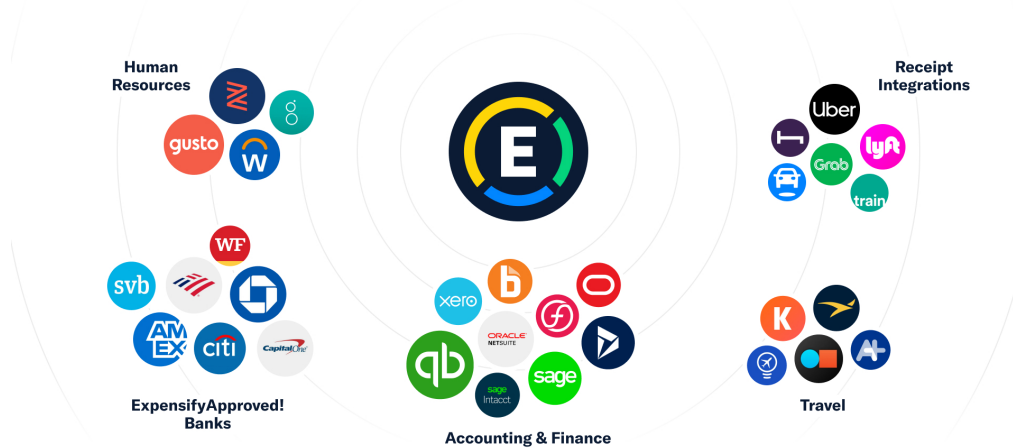 Human
Resources
gusto
W
E
Receipt
Integrations
Uber
lyft
Grab
train
WF
svb
AM
EX
citi
Capital One
ExpensifyApproved!
Banks
b
xero
f
ORACLE
NETSUITE
qb
sage
sage
Intacct
Accounting & Finance
K
A+
Travel